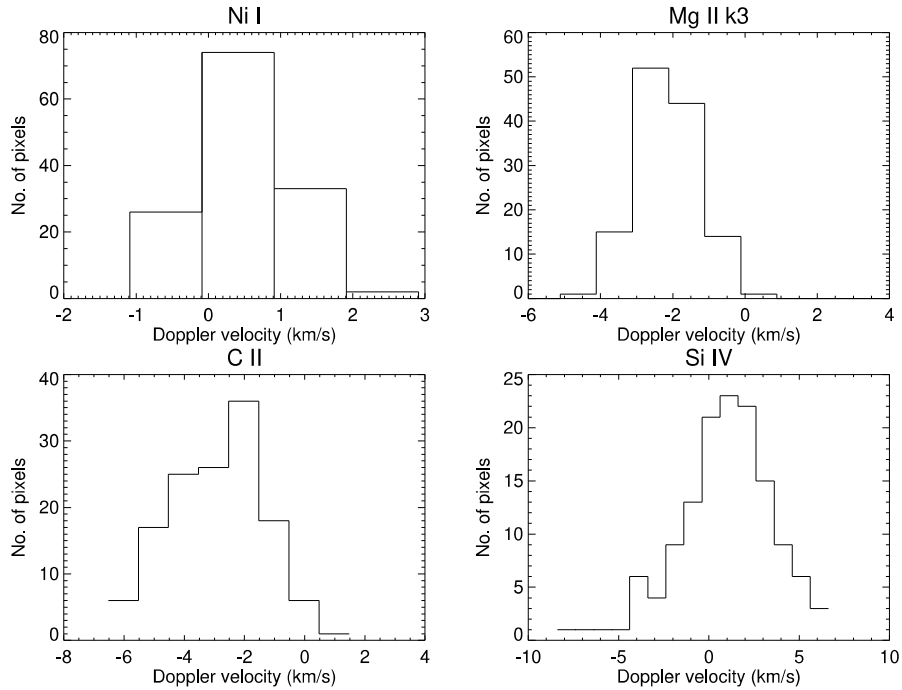 Ni I
80
60
40
20
0
No. of pixels
-2 -1 0 1 2 3
Doppler velocity (km/s)
Mg II k3
60
50
40
30
20
10
0
No. of pixels
-6 -4 -2 0 2 4
Doppler velocity (km/s)
C II
40
30
20
10
0
No. of pixels
-8 -6 -4 -2 0 2 4
Doppler velocity (km/s)
Si IV
25
20
15
10
5
0
No. of pixels
-10 -5 0 5 10
Doppler velocity (km/s)